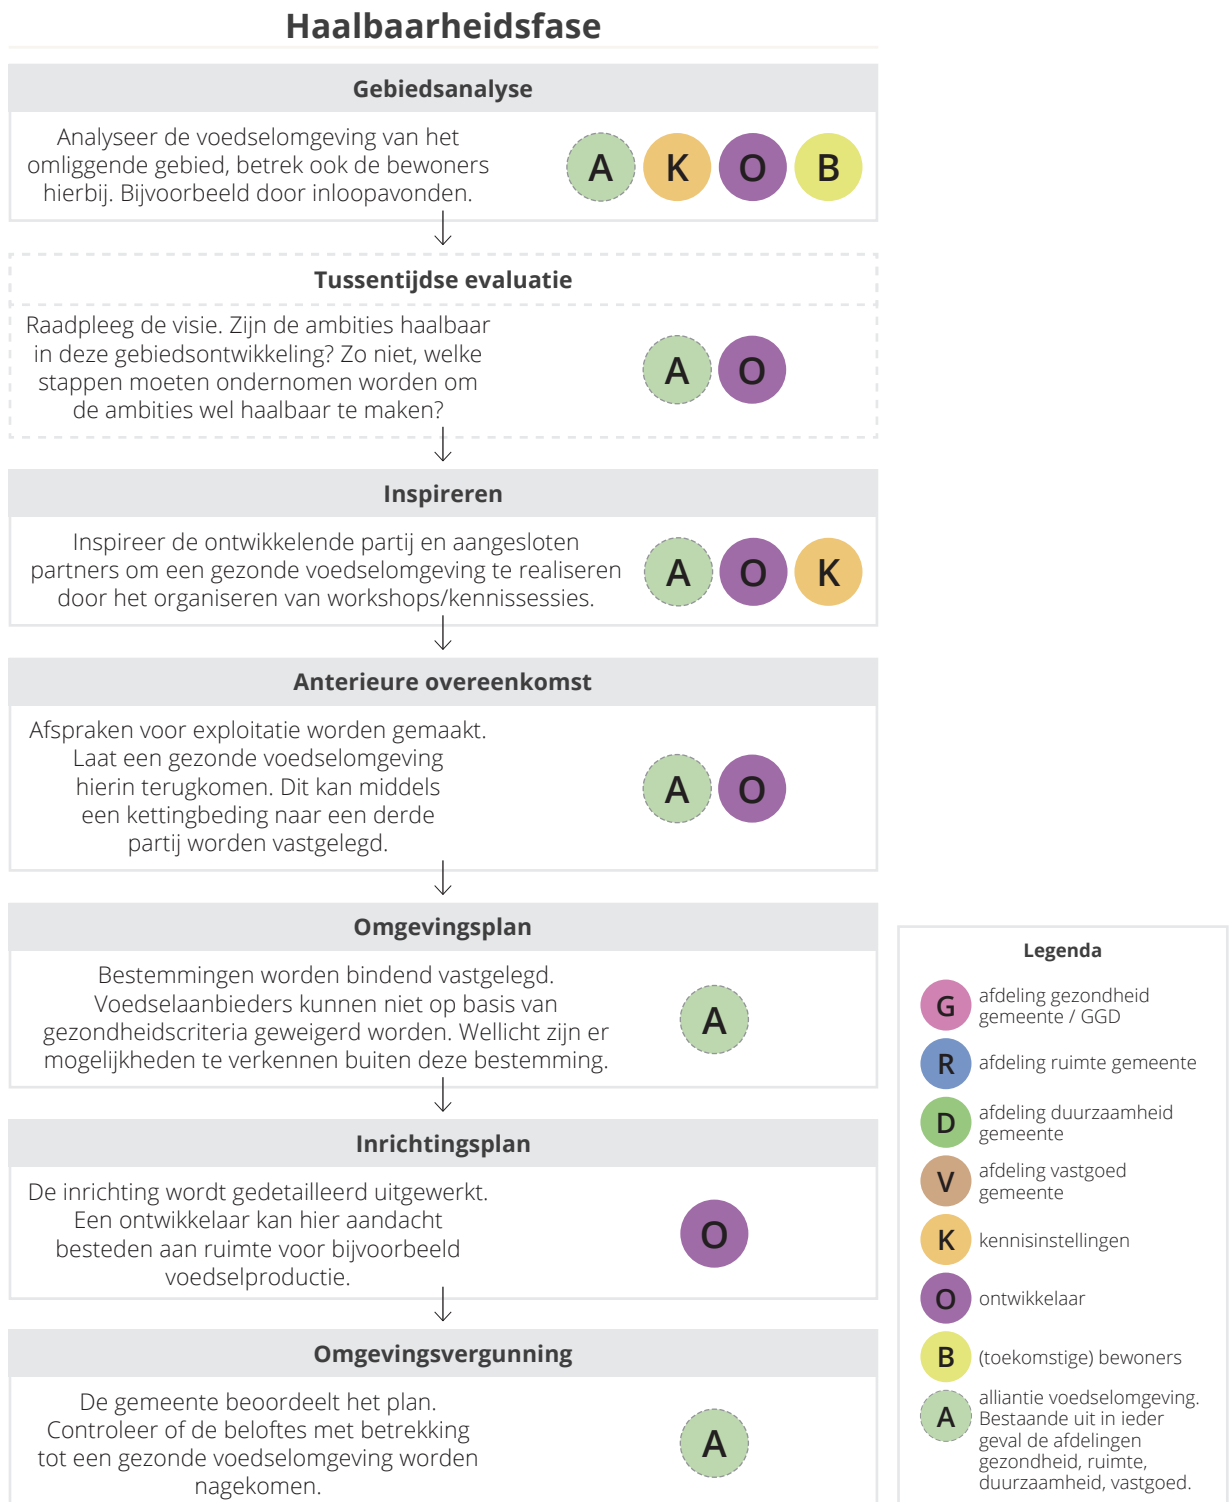 Haalbaarheidsfase
Gebiedsanalyse
Analyseer de voedselomgeving van het
omliggende gebied, betrek ook de bewoners
hierbij. Bijvoorbeeld door inloopavonden.
A K O B
Tussentijdse evaluatie
Raadpleeg de visie. Zijn de ambities haalbaar
in deze gebiedsontwikkeling? Zo niet, welke
stappen moeten ondernomen worden om
de ambities wel haalbaar te maken?
A O
Inspireren
Inspireer de ontwikkelende partij en aangesloten
partners om een gezonde voedselomgeving te realiseren
door het organiseren van workshops/kennissessies.
A O K
Anterieure overeenkomst
Afspraken voor exploitatie worden gemaakt.
Laat een gezonde voedselomgeving
hierin terugkomen. Dit kan middels
een kettingbeding naar een derde
partij worden vastgelegd.
A O
Omgevingsplan
Bestemmingen worden bindend vastgelegd.
Voedselaanbieders kunnen niet op basis van
gezondheidscriteria geweigerd worden. Wellicht zijn er
mogelijkheden te verkennen buiten deze bestemming.
A
Inrichtingsplan
De inrichting wordt gedetailleerd uitgewerkt.
Een ontwikkelaar kan hier aandacht
besteden aan ruimte voor bijvoorbeeld
voedselproductie.
O
Omgevingsvergunning
De gemeente beoordeelt het plan.
Controleer of de beloftes met betrekking
tot een gezonde voedselomgeving worden
nagekomen.
A
Legenda
G afdeling gezondheid
gemeente / GGD
R afdeling ruimte gemeente
D afdeling duurzaamheid
gemeente
V afdeling vastgoed
gemeente
K kennisinstellingen
O ontwikkelaar
B (toekomstige) bewoners
A alliantie voedselomgeving.
Bestaande uit in ieder
geval de afdelingen
gezondheid, ruimte,
duurzaamheid, vastgoed.